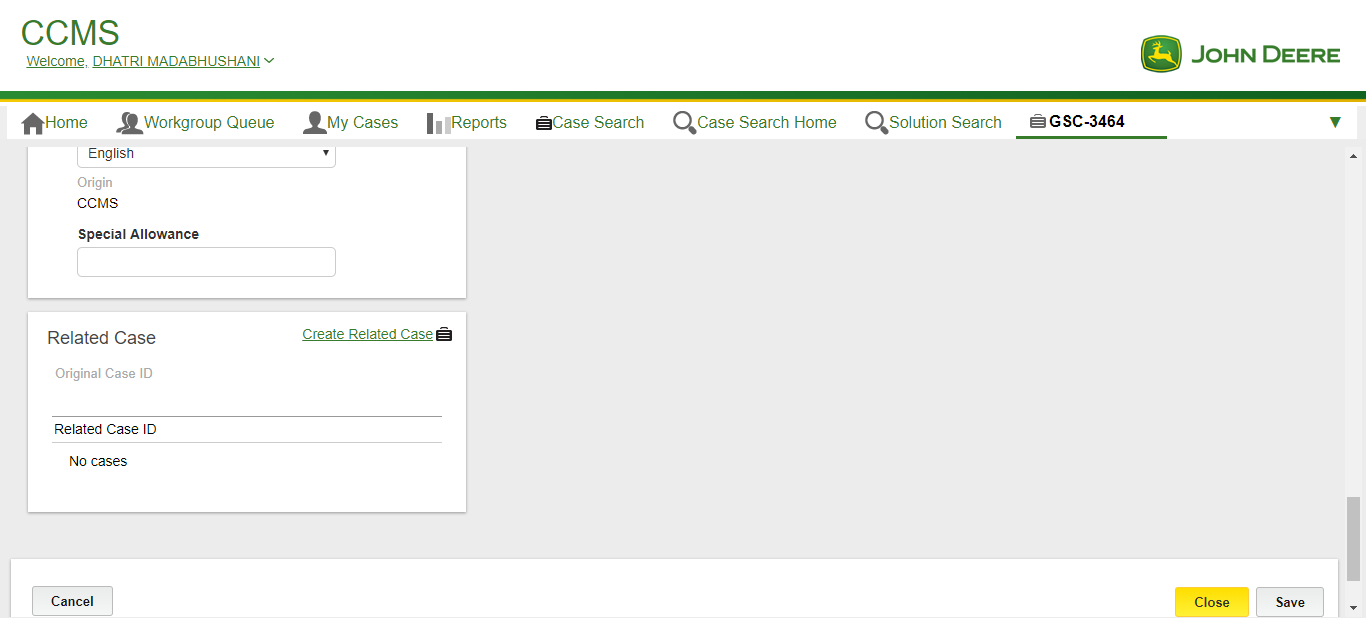 CCMS
Welcome, DHATRI MADABHUSHANI
JOHN DEERE
Home Workgroup Queue My Cases Reports Case Search Case Search Home Solution Search GSC-3464
English
Origin
CCMS
Special Allowance
Related Case Create Related Case
Original Case ID
Related Case ID
No cases
Cancel Close Save